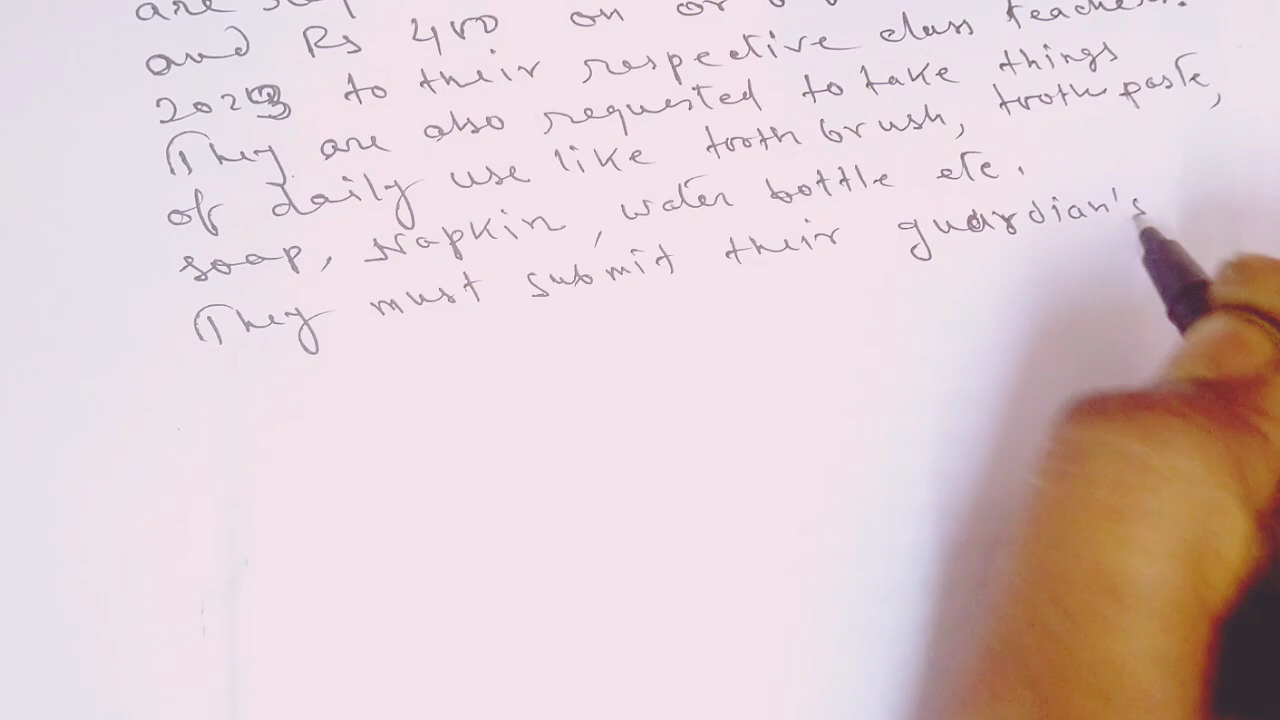 are
and Rs 400 on or
2023 to their respective class teachers.
They are also requested to take things
of daily use like tooth brush, tooth paste,
soap, Napkin, water bottle etc.
They must submit their guardian's